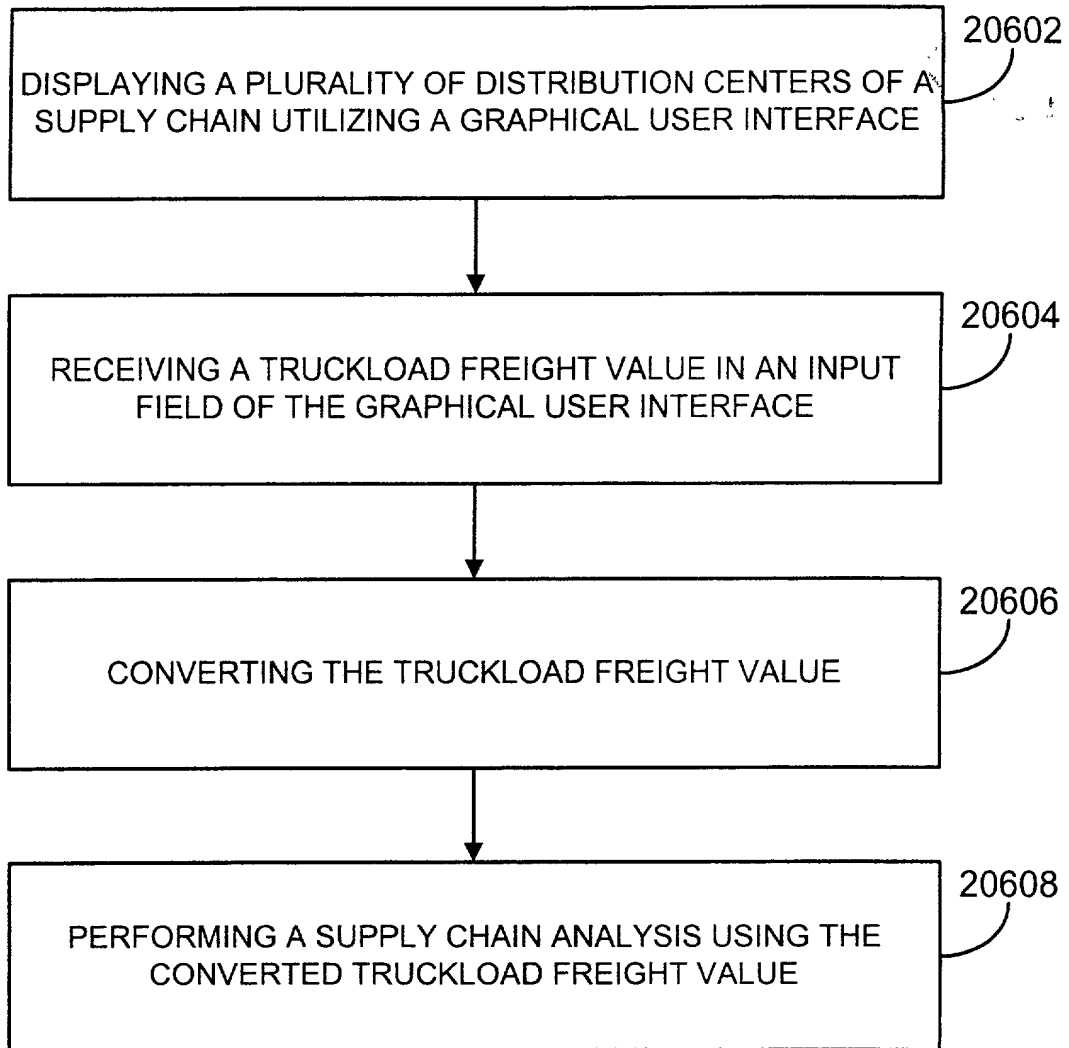 20602
DISPLAYING A PLURALITY OF DISTRIBUTION CENTERS OF A
SUPPLY CHAIN UTILIZING A GRAPHICAL USER INTERFACE
20604
RECEIVING A TRUCKLOAD FREIGHT VALUE IN AN INPUT
FIELD OF THE GRAPHICAL USER INTERFACE
20606
CONVERTING THE TRUCKLOAD FREIGHT VALUE
20608
PERFORMING A SUPPLY CHAIN ANALYSIS USING THE
CONVERTED TRUCKLOAD FREIGHT VALUE